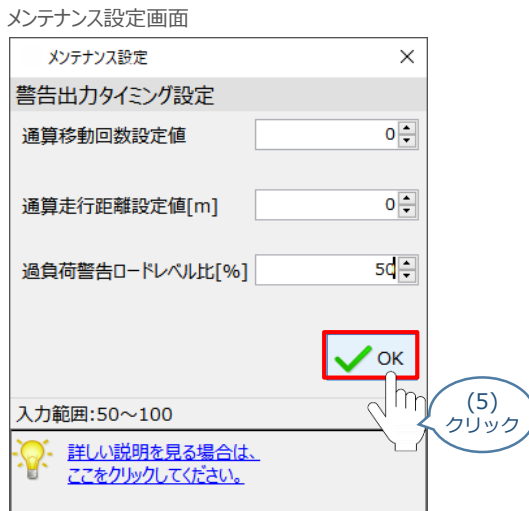 メンテナンス設定画面
メンテナンス設定
警告出力タイミング設定
通算移動回数設定値 0
通算走行距離設定値[m] 0
過負荷警告ロードレベル比[%] 50
OK
入力範囲:50～100
(5)
クリック
詳しい説明を見る場合は、
ここをクリックしてください。